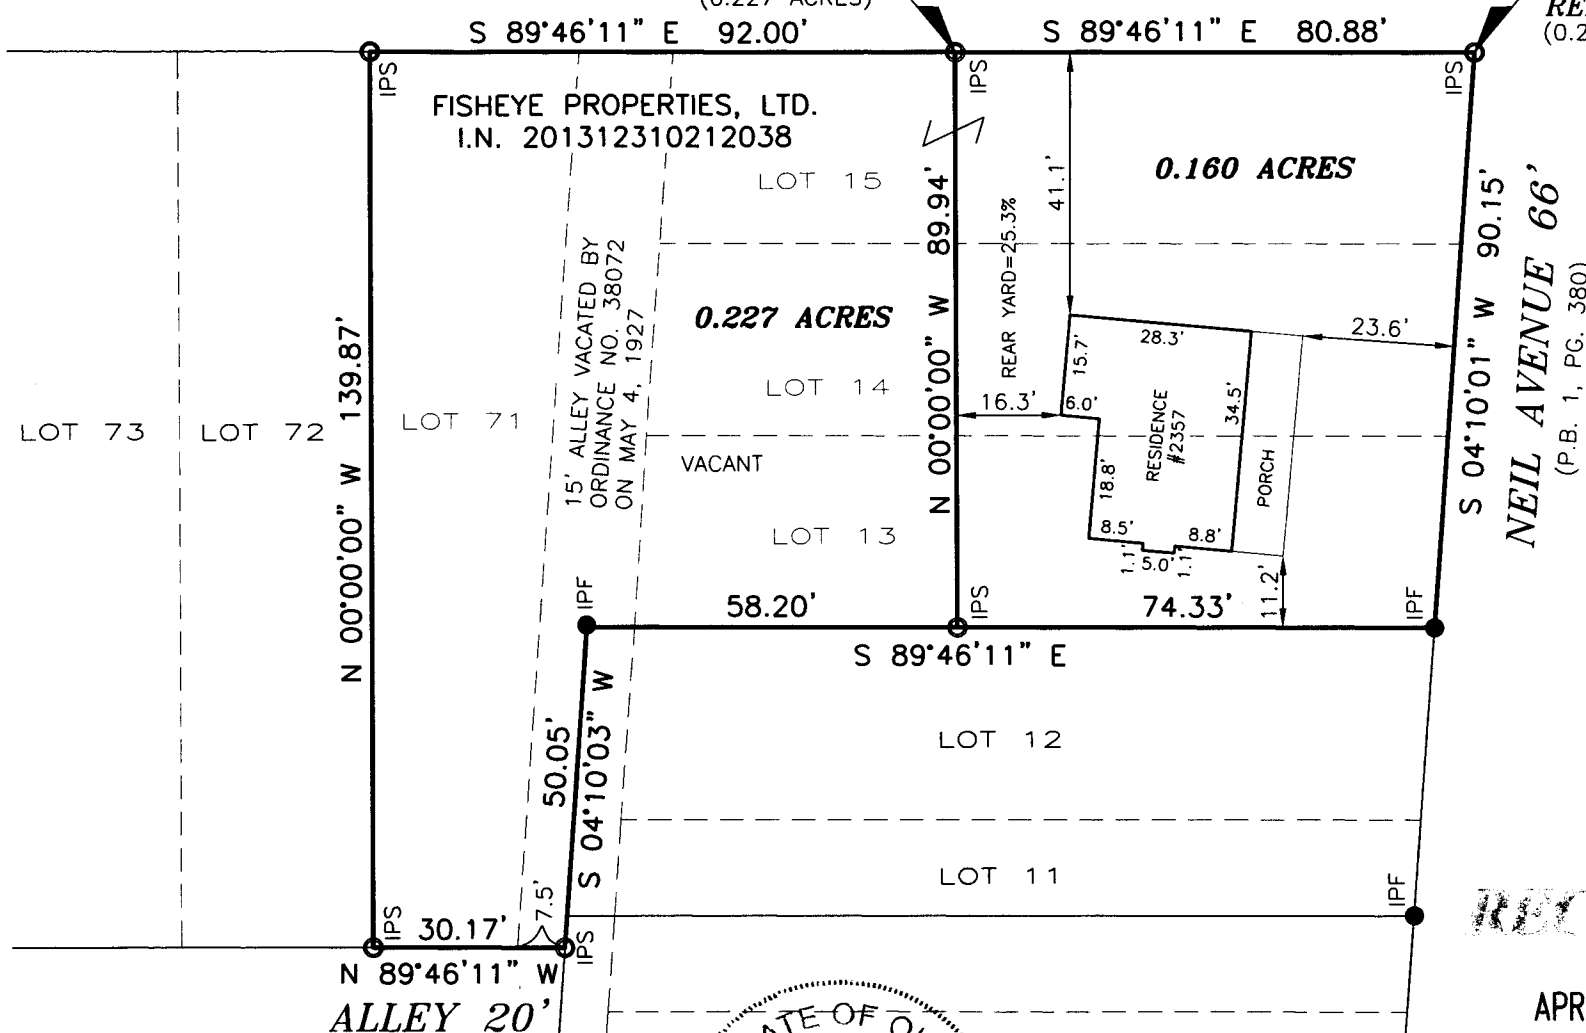 (0.227 ACRES)
(0.2
S 89°46'11" E 92.00'
S 89°46'11" E 80.88'
IPS
IPS
IPS
FISHEYE PROPERTIES, LTD.
I.N. 201312310212038
LOT 15
0.160 ACRES
41.1'
N 00°00'00" W 89.94'
REAR YARD=25.3%
S 04°10'01" W 90.15'
NEIL AVENUE 66'
(P.B. 1, PG. 380)
15' ALLEY VACATED BY
ORDINANCE NO. 38072
ON MAY 4, 1927
0.227 ACRES
N 00°00'00" W 139.87'
28.3'
23.6'
15.7'
LOT 14
16.3'
6.0'
34.5'
RESIDENCE
#2357
LOT 73
LOT 72
LOT 71
VACANT
18.8'
PORCH
LOT 13
8.5'
8.8'
1.1'
5.0'
1.1'
11.2'
IPF
58.20'
IPS
74.33'
IPF
S 89°46'11" E
50.05'
S 04°10'03" W
LOT 12
LOT 11
IPF
7.5'
IPS
30.17'
IPS
N 89°46'11" W
ALLEY 20'
ATE OF O
APR